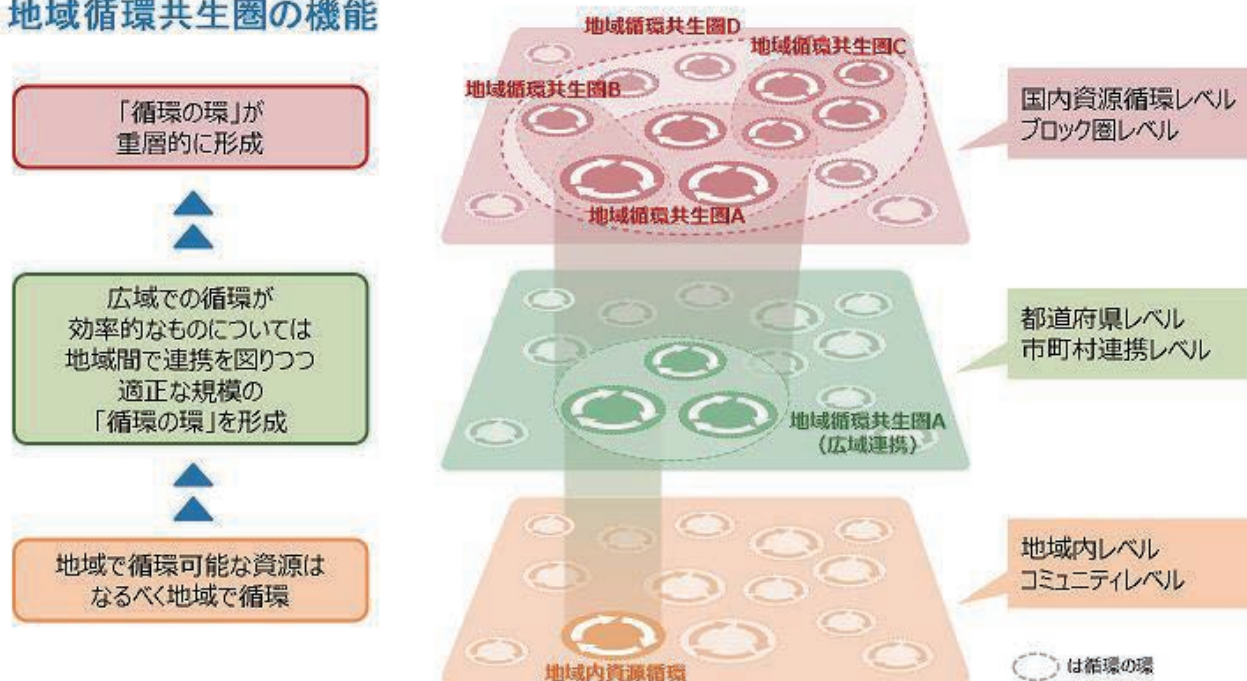 地域循環共生圏の機能
「循環の環」が
重層的に形成
広域での循環が
効率的なものについては
地域間で連携を図りつつ
適正な規模の
「循環の環」を形成
地域で循環可能な資源は
なるべく地域で循環
地域循環共生圏D
地域循環共生圏C
地域循環共生圏B
地域循環共生圏A
国内資源循環レベル
ブロック圏レベル
地域循環共生圏A
（広域連携）
都道府県レベル
市町村連携レベル
地域内資源循環
地域内レベル
コミュニティレベル
は循環の環